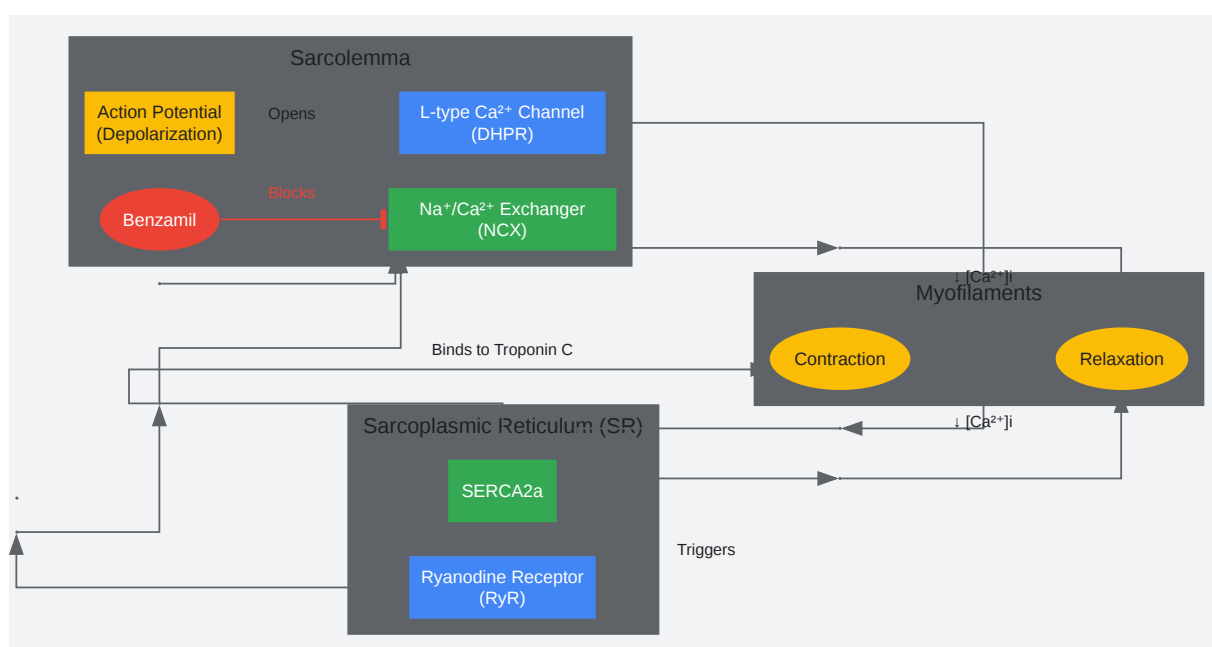 Sarcolemma
Action Potential
(Depolarization)
Opens
L-type Ca²⁺ Channel
(DHPR)
Benzamil
Blocks
Na⁺/Ca²⁺ Exchanger
(NCX)
↓ [Ca²⁺]i
Myofilaments
Contraction
Relaxation
Binds to Troponin C
↓ [Ca²⁺]i
Sarcoplasmic Reticulum (SR)
SERCA2a
Triggers
Ryanodine Receptor
(RyR)